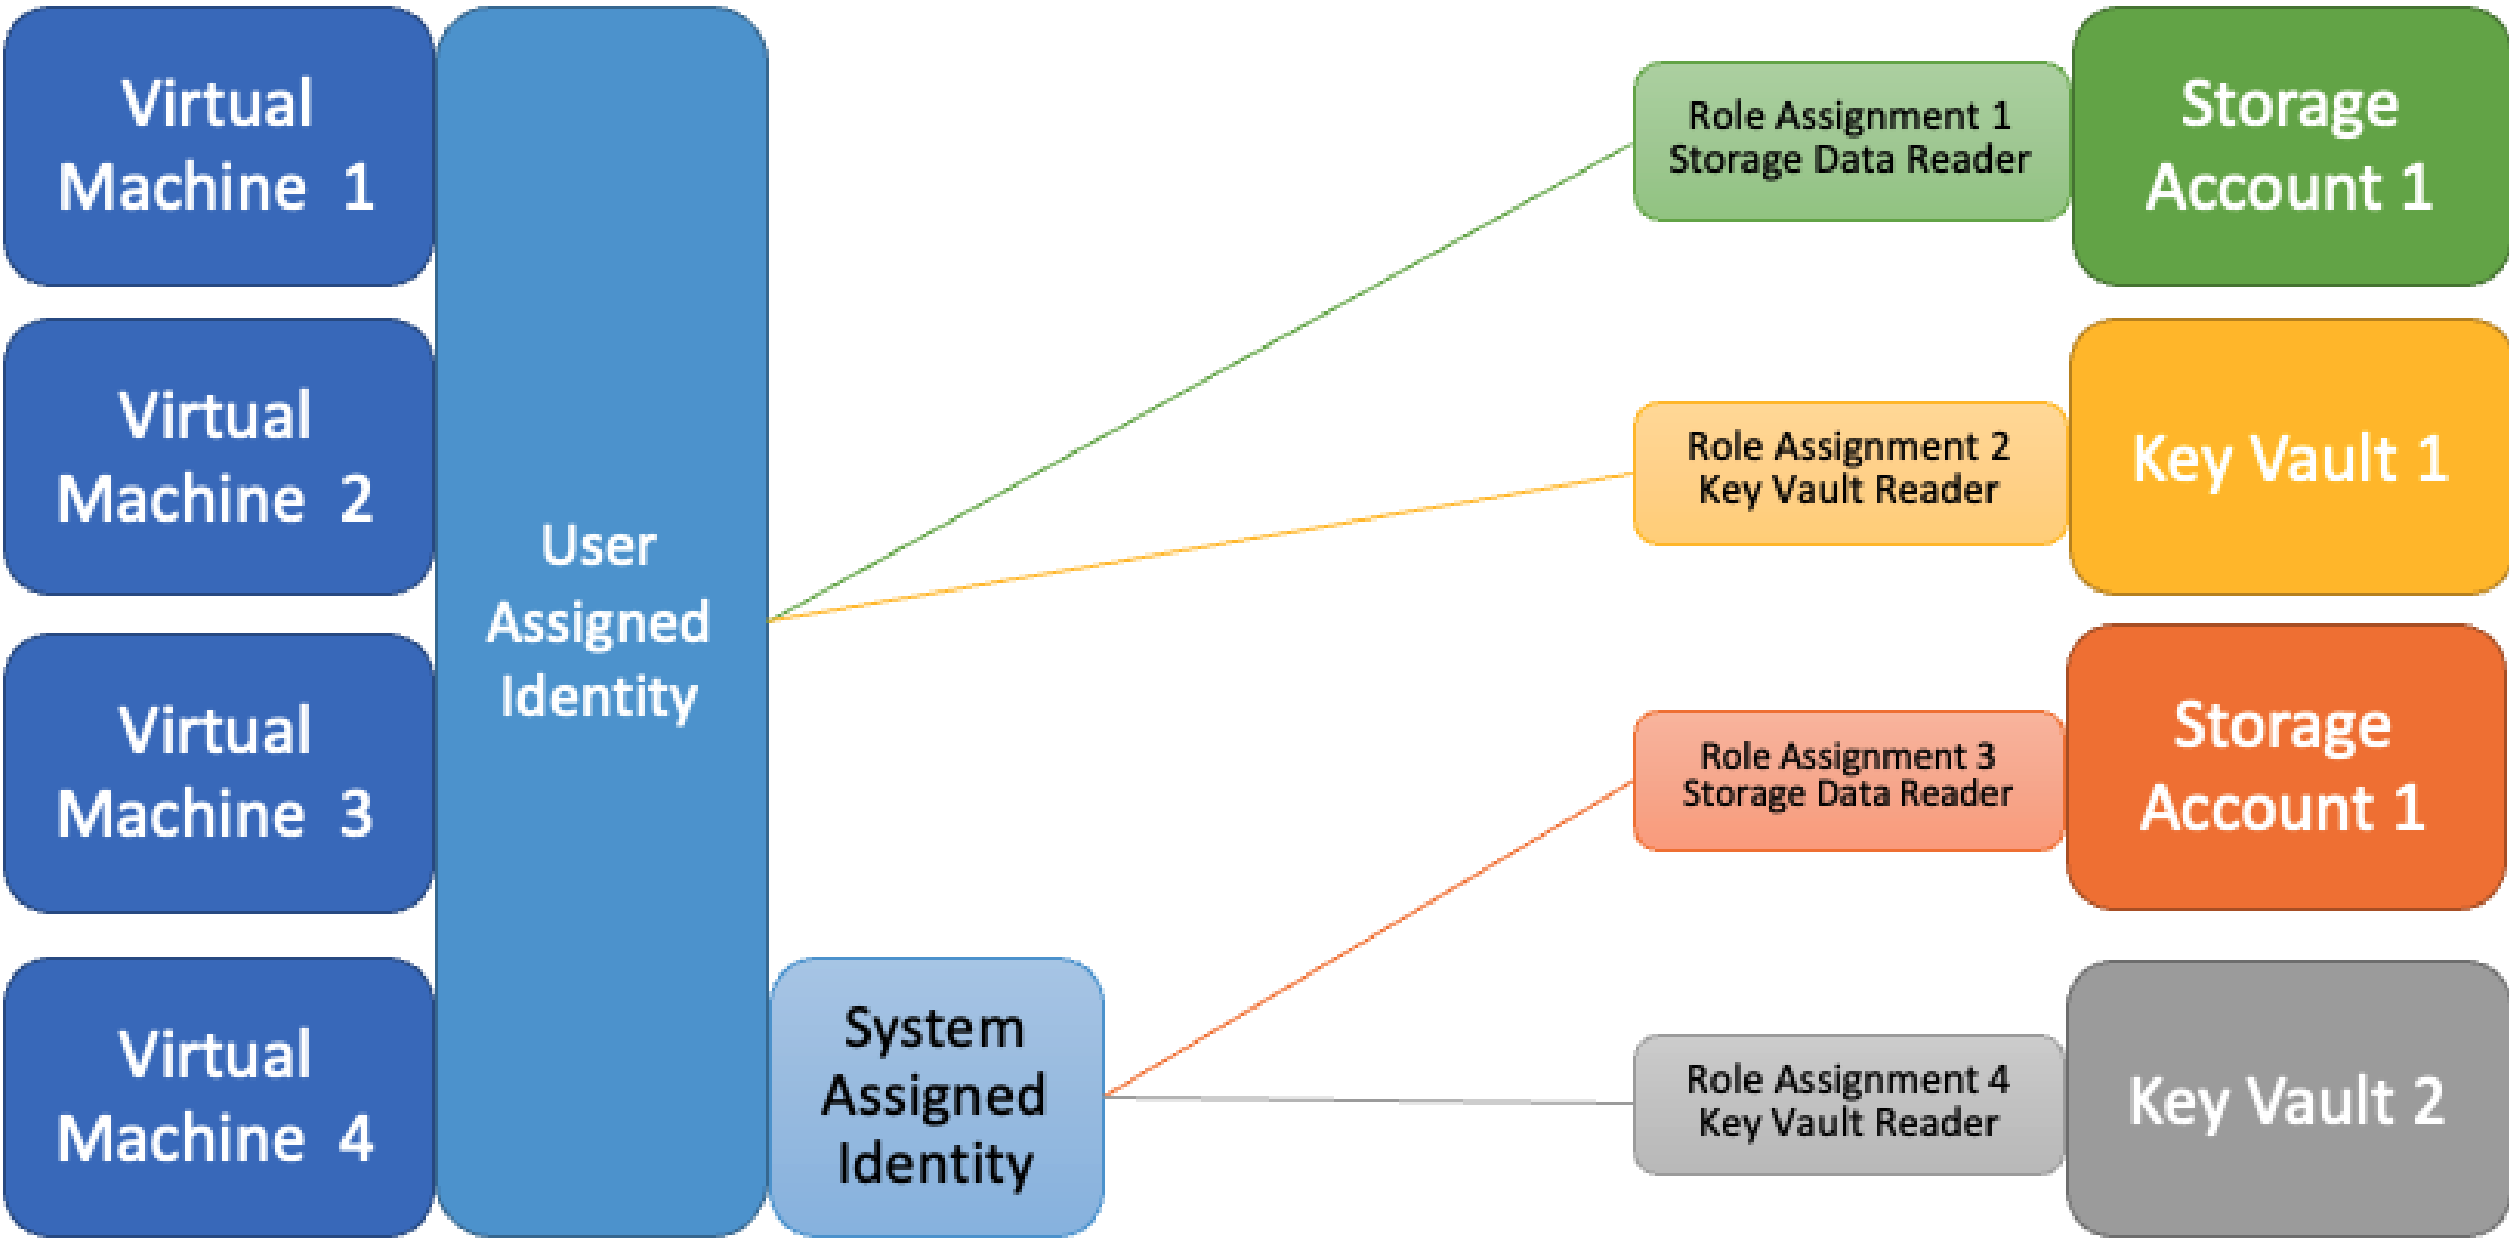 Virtual
Machine 1
Virtual
Machine 2
Virtual
Machine 3
Virtual
Machine 4
User
Assigned
Identity
System
Assigned
Identity
Role Assignment 1
Storage Data Reader
Role Assignment 2
Key Vault Reader
Role Assignment 3
Storage Data Reader
Role Assignment 4
Key Vault Reader
Storage
Account 1
Key Vault 1
Storage
Account 1
Key Vault 2